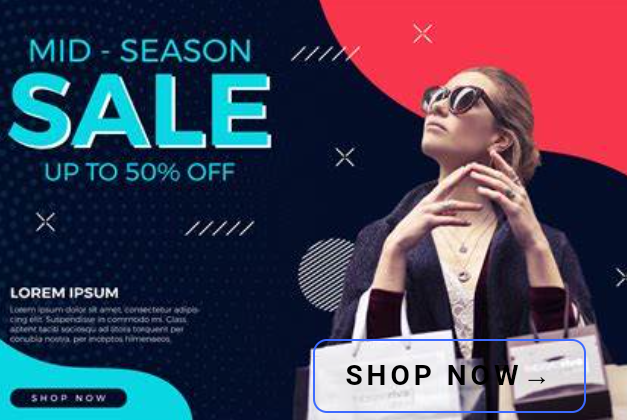 MID - SEASON
SALE
UP TO 50% OFF
LOREM IPSUM
Lorem ipsum dolor sit amet, consectetur adipis-
cing elit. Suspendisse in commodo mi. Class
aptent taciti sociosqu ad litora torquent per
conubia nostra, per inceptos himenaeos.
SHOP NOW
SHOP NOW→